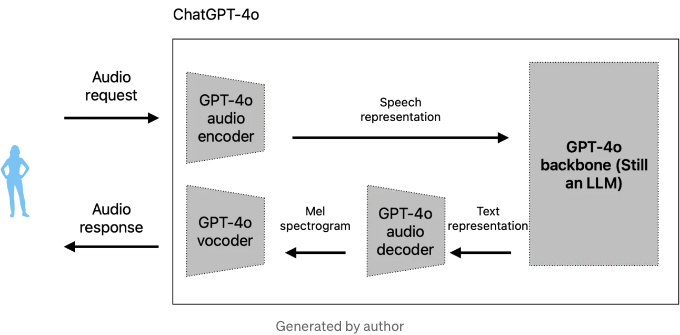 ChatGPT-4o
Audio
request
GPT-4o
audio
encoder
Speech
representation
GPT-4o
backbone (Still
an LLM)
Audio
response
GPT-4o
vocoder
Mel
spectrogram
GPT-4o
audio
decoder
Text
representation
Generated by author